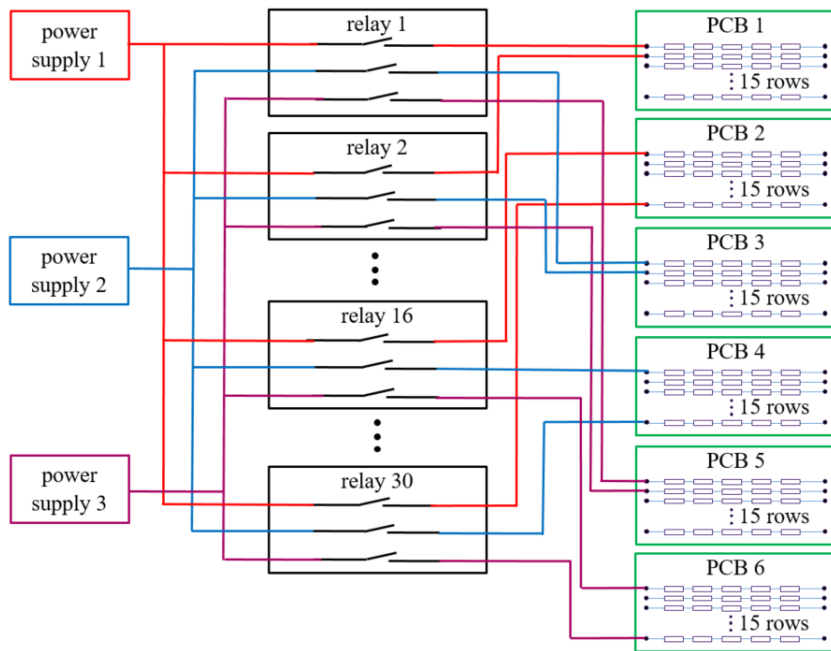 power
supply 1
power
supply 2
power
supply 3
relay 1
relay 2
relay 16
relay 30
PCB 1
15 rows
PCB 2
15 rows
PCB 3
15 rows
PCB 4
15 rows
PCB 5
15 rows
PCB 6
15 rows